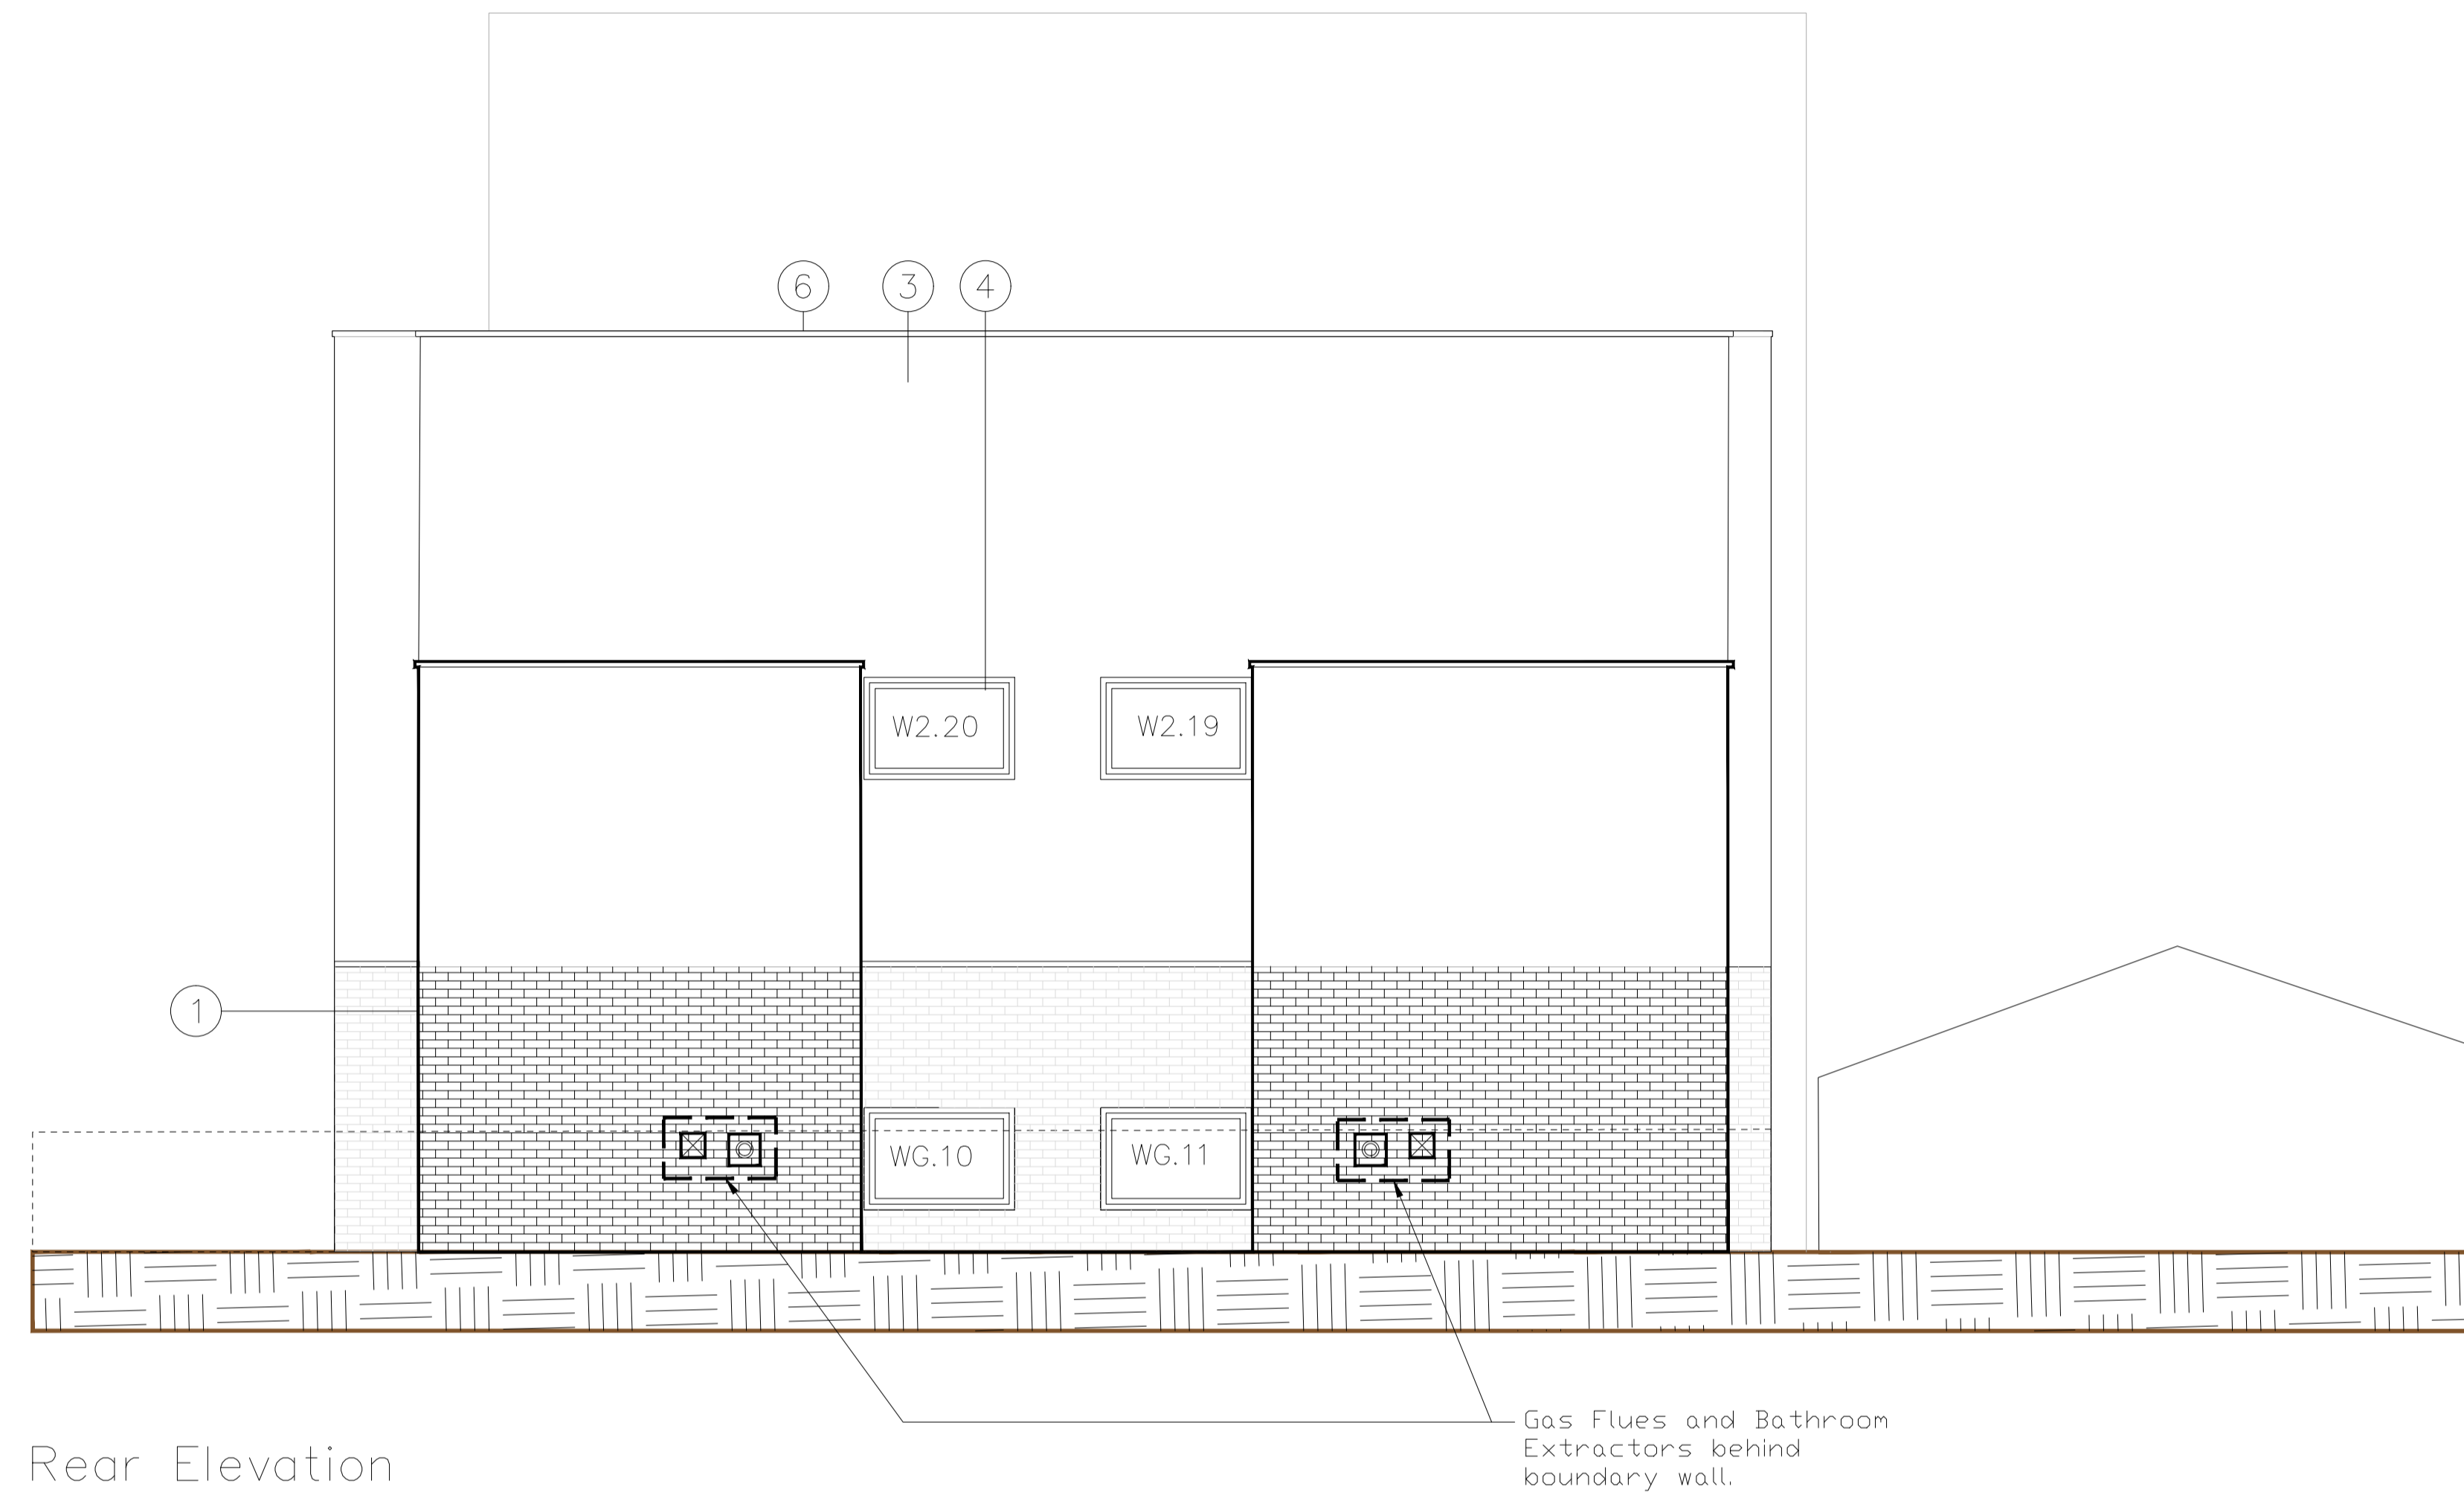 6 3 4
W2.20 W2.19
1
WG.10 WG.11
Gas Flues and Bathroom
Extractors behind
boundary wall.
Rear Elevation